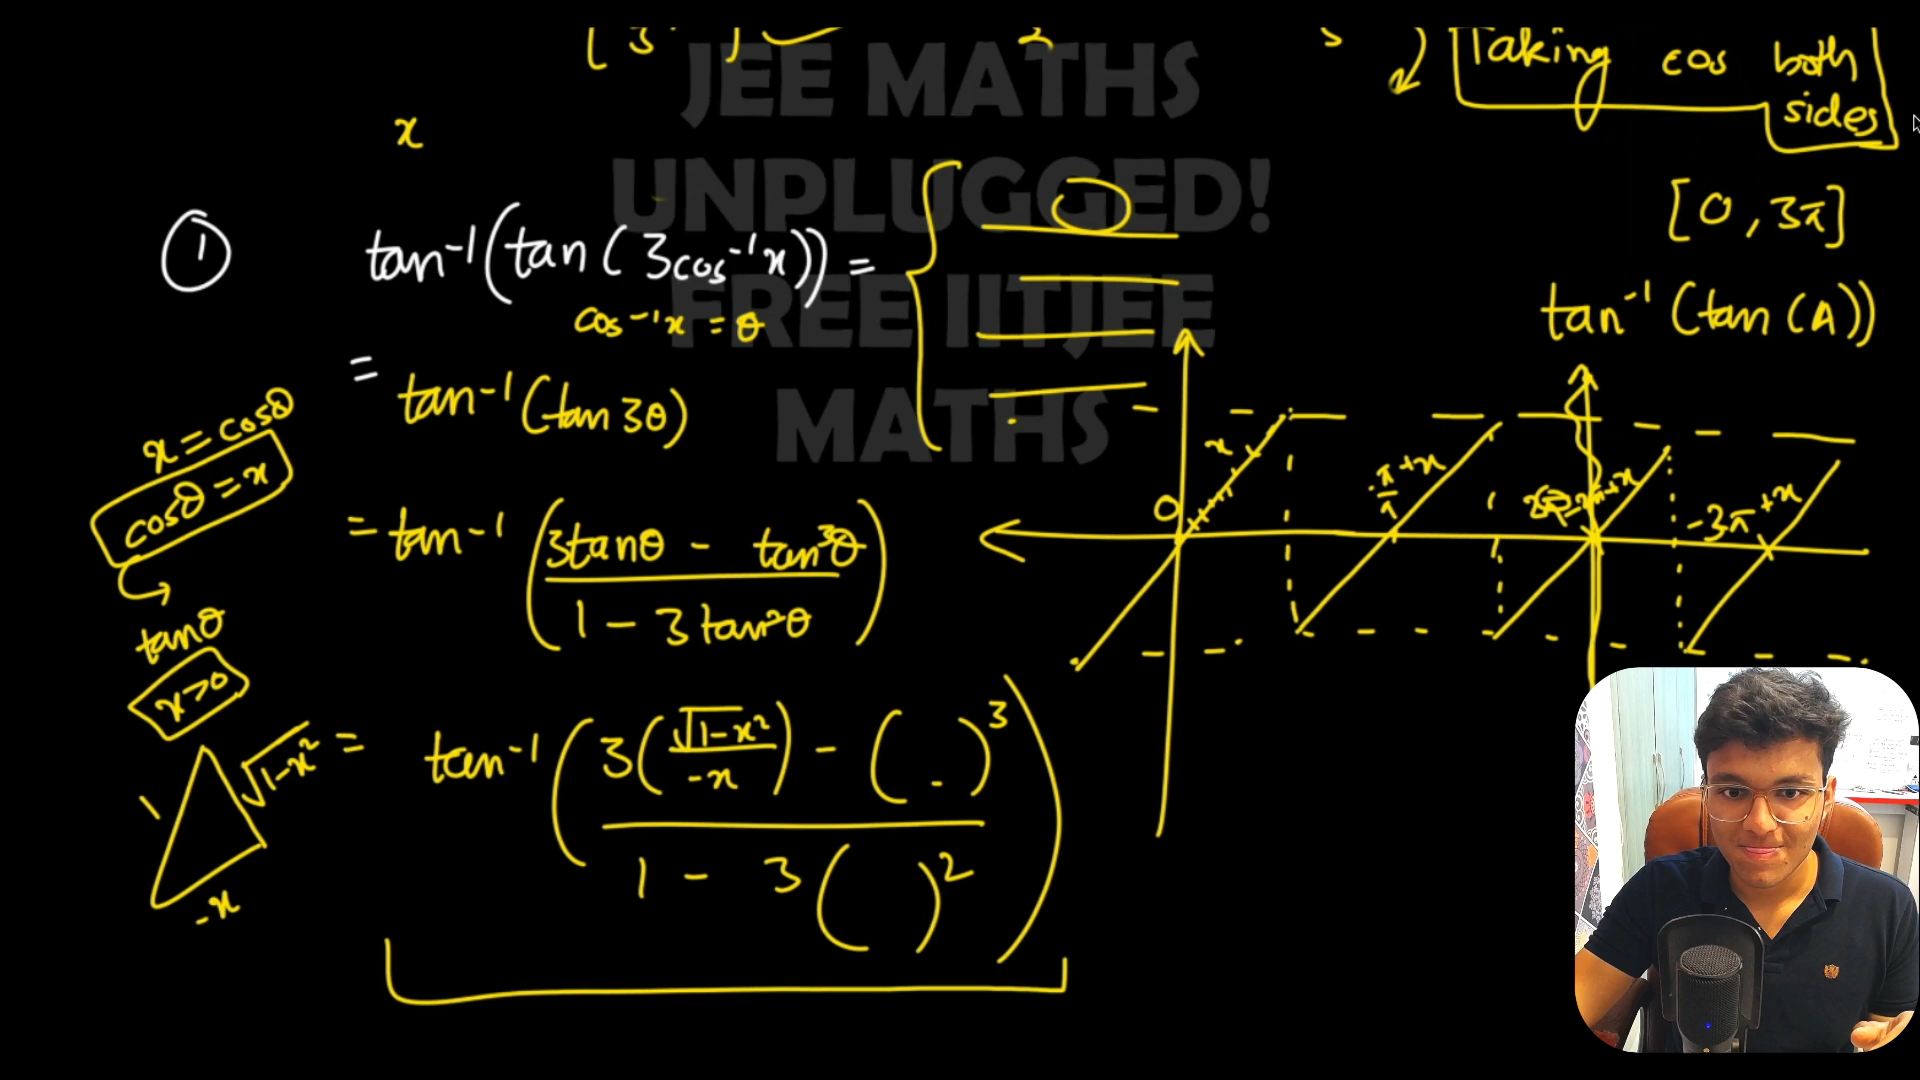 Taking cos both
sides
x
JEE MATHS
UNPLUGGED!
FREE IITJEE
MATHS
[0, 3π]
① tan⁻¹(tan(3cos⁻¹x)) = {
cos⁻¹x = θ
tan⁻¹(tan(A))
= tan⁻¹(tan 3θ)
x = cosθ
cosθ = x
= tan⁻¹((3tanθ - tan³θ)/(1 - 3tan²θ))
tanθ
x>0
1
√1-x²
-x
= tan⁻¹((3(√1-x²/-x) - ( )³)/(1 - 3( )²))
0
x
-π+x
-3π+x